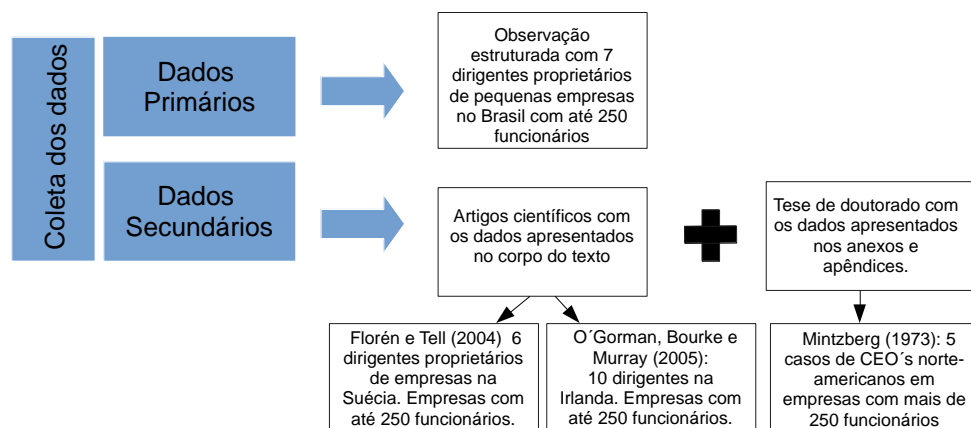 Coleta dos dados
Dados
Primários
Observação
estruturada com 7
dirigentes proprietários
de pequenas empresas
no Brasil com até 250
funcionários
Dados
Secundários
Artigos científicos com
os dados apresentados
no corpo do texto
Tese de doutorado com
os dados apresentados
nos anexos e
apêndices.
Florén e Tell (2004) 6
dirigentes proprietários
de empresas na
Suécia. Empresas com
até 250 funcionários.
O´Gorman, Bourke e
Murray (2005):
10 dirigentes na
Irlanda. Empresas com
até 250 funcionários.
Mintzberg (1973): 5
casos de CEO´s norte-
americanos em
empresas com mais de
250 funcionários